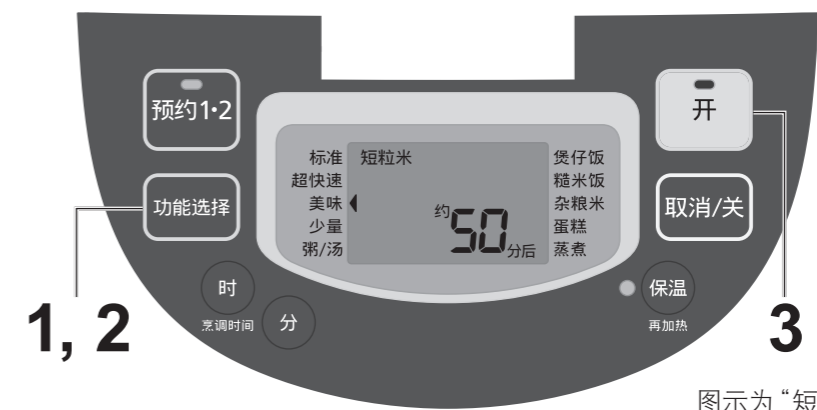 预约1•2
开
标准 短粒米 煲仔饭
超快速 糙米饭
美味 杂粮米
少量 约50分后 蛋糕
粥/汤 蒸煮
功能选择
取消/关
时
烹调时间
分
保温
再加热
1, 2
3
图示为“短